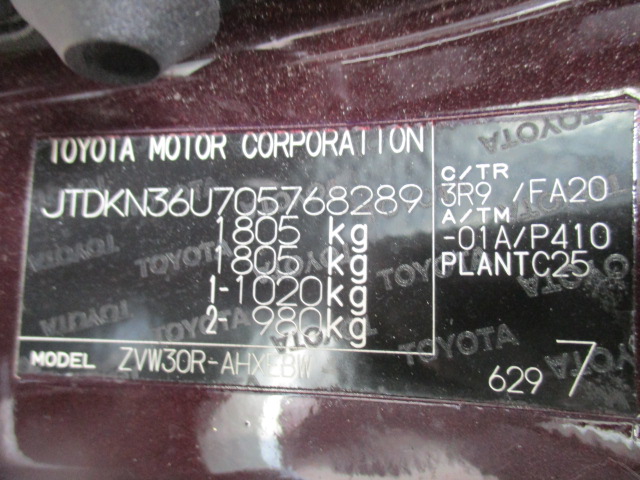 TOYOTA MOTOR CORPORATION
JTDKN36U705768289
1805 kg
1805 kg
1-1020kg
2- 980kg
C/TR
3R9 /FA20
A/TM
-01A/P410
PLANTC25
MODEL ZVW30R-AHXEBW
629 7